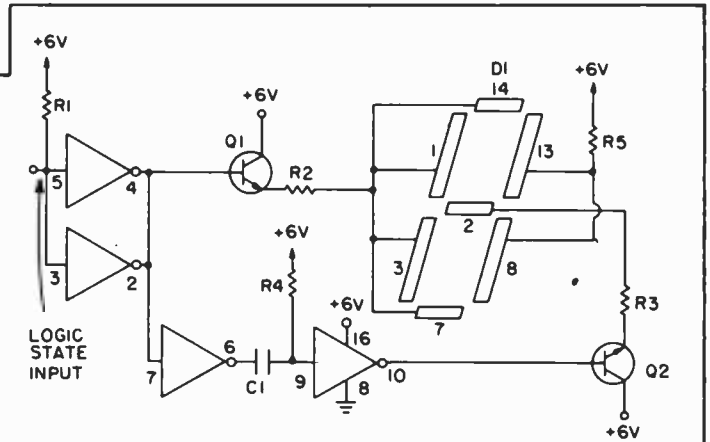 +6V
R1
5
4
3
2
LOGIC
STATE
INPUT
+6V
Q1
R2
+6V
R4
7
6
C1
9
+6V
16
8
10
D1
14
1
13
2
3
8
7
+6V
R5
R3
Q2
+6V